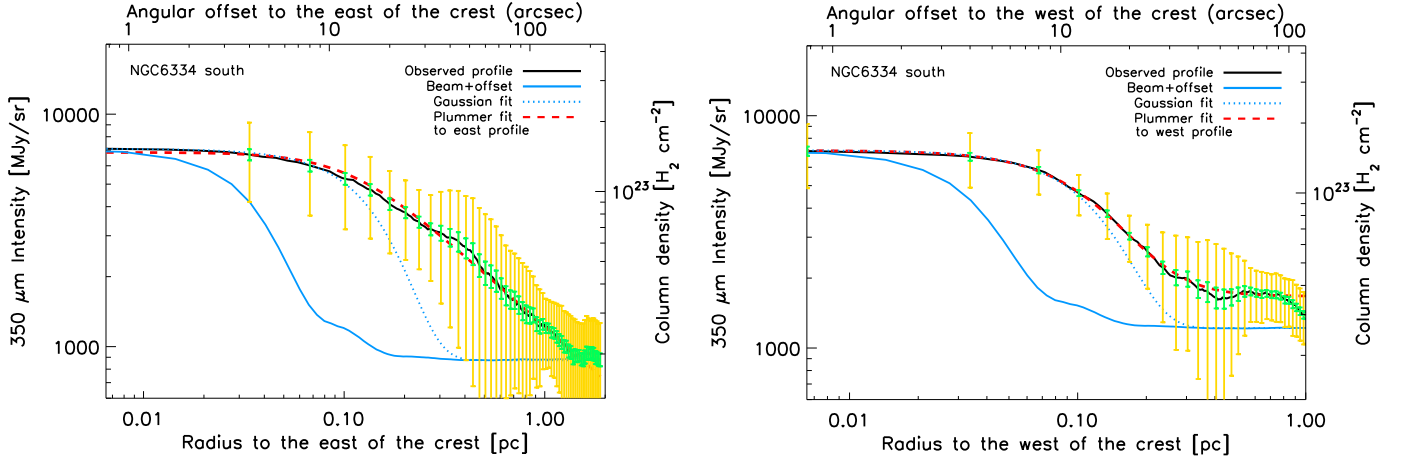 Angular offset to the east of the crest (arcsec)
1 10 100
NGC6334 south
Observed profile
Beam+offset
Gaussian fit
Plummer fit
to east profile
10000
1000
350 μm Intensity [MJy/sr]
10²³
Column density [H₂ cm⁻²]
0.01 0.10 1.00
Radius to the east of the crest [pc]
Angular offset to the west of the crest (arcsec)
1 10 100
NGC6334 south
Observed profile
Beam+offset
Gaussian fit
Plummer fit
to west profile
10000
1000
350 μm Intensity [MJy/sr]
10²³
Column density [H₂ cm⁻²]
0.01 0.10 1.00
Radius to the west of the crest [pc]